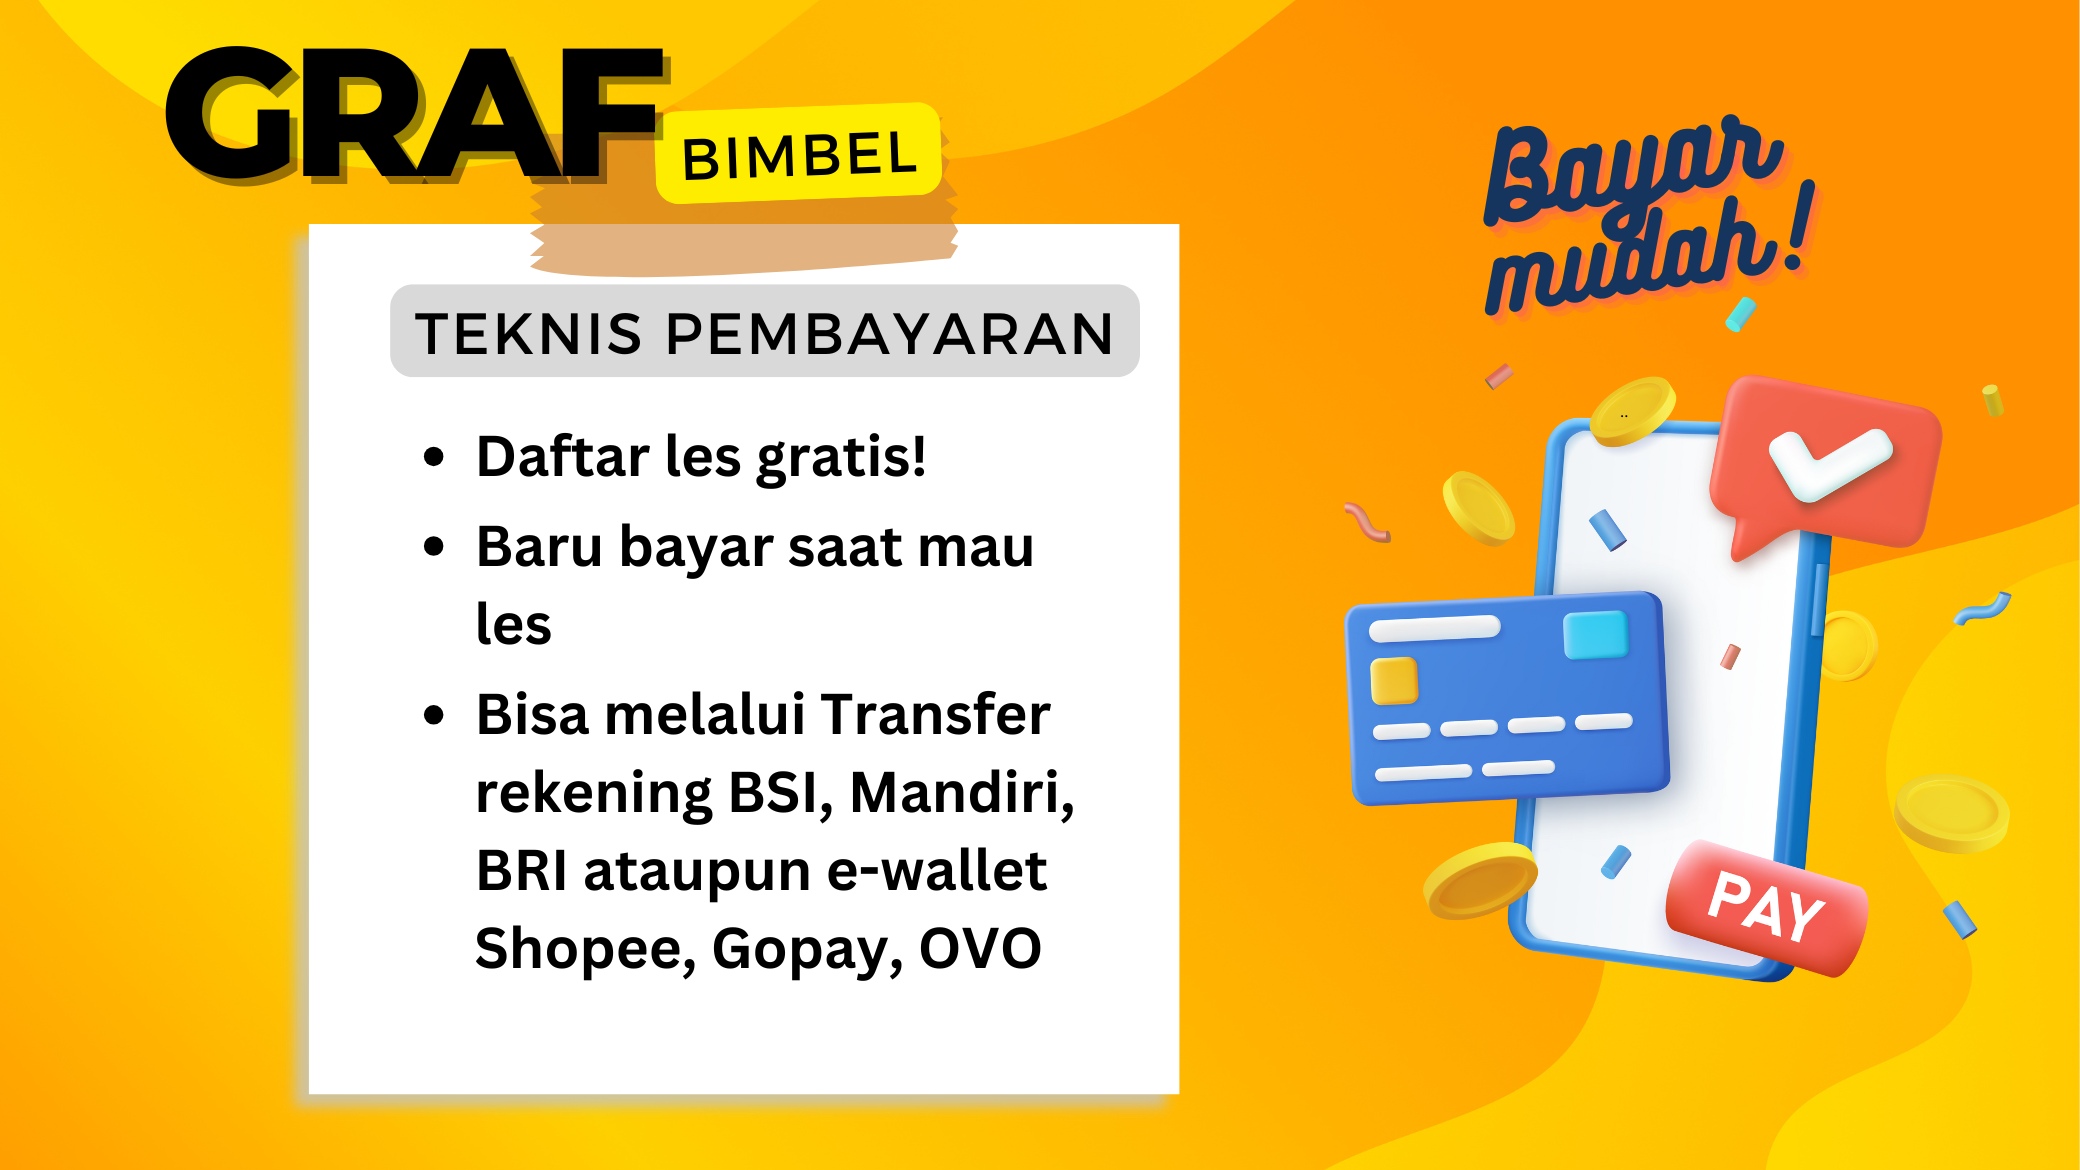 GRAF
BIMBEL
TEKNIS PEMBAYARAN
• Daftar les gratis!
• Baru bayar saat mau
les
• Bisa melalui Transfer
rekening BSI, Mandiri,
BRI ataupun e-wallet
Shopee, Gopay, OVO
Bayar
mudah!
..
PAY